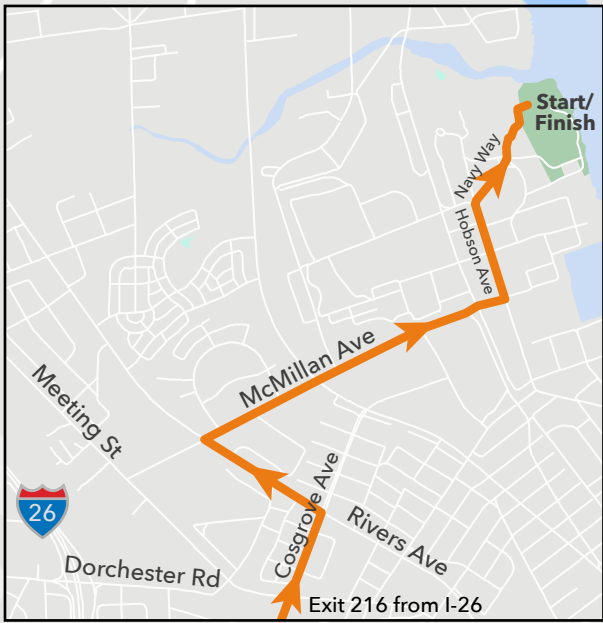 Start/
Finish
Navy Way
Hobson Ave
McMillan Ave
Meeting St
Cosgrove Ave
Rivers Ave
26
Dorchester Rd
Exit 216 from I-26